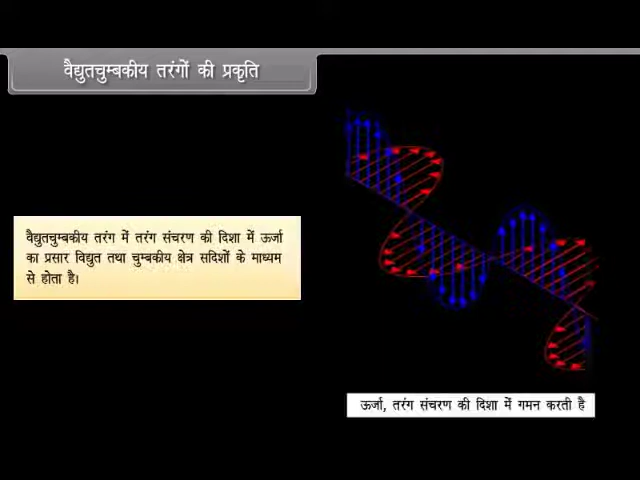 वैद्युतचुम्बकीय तरंगों की प्रकृति
वैद्युतचुम्बकीय तरंग में तरंग संचरण की दिशा में ऊर्जा
का प्रसार विद्युत तथा चुम्बकीय क्षेत्र सदिशों के माध्यम
से होता है।
ऊर्जा, तरंग संचरण की दिशा में गमन करती है